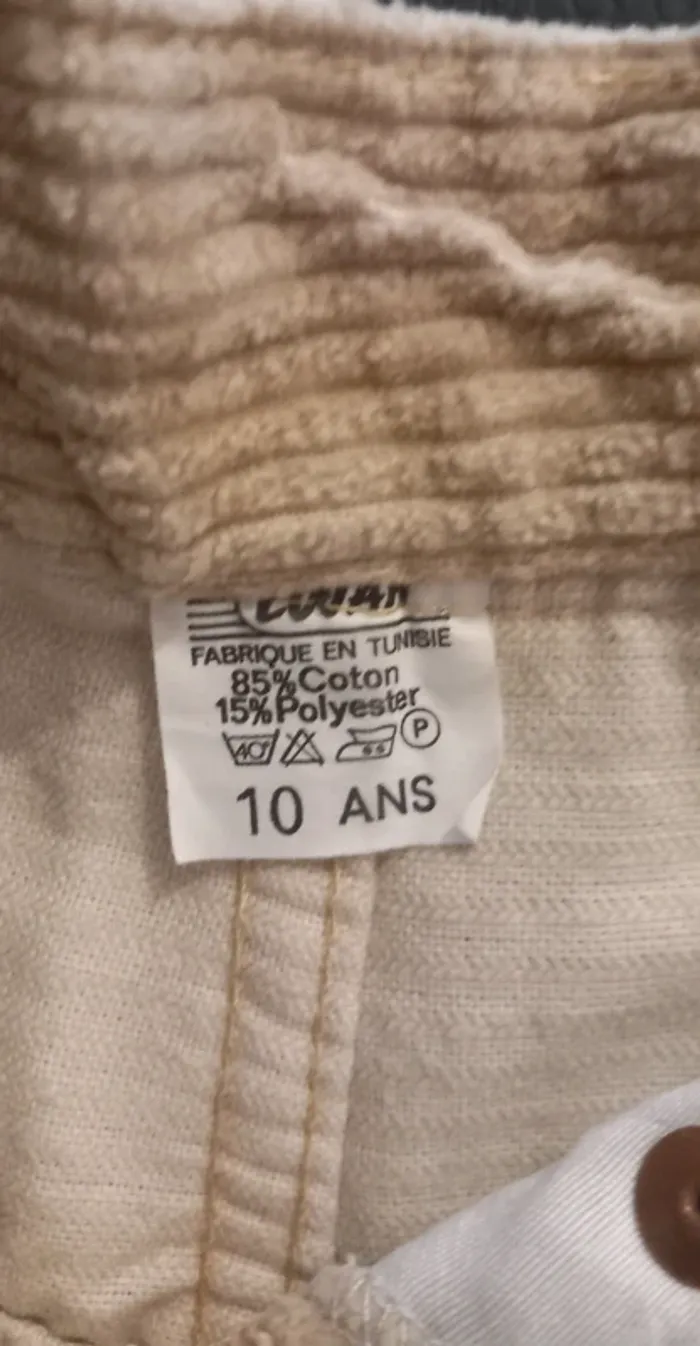 FABRIQUE EN TUNISIE
85%Coton
15%Polyester
40° P
10 ANS